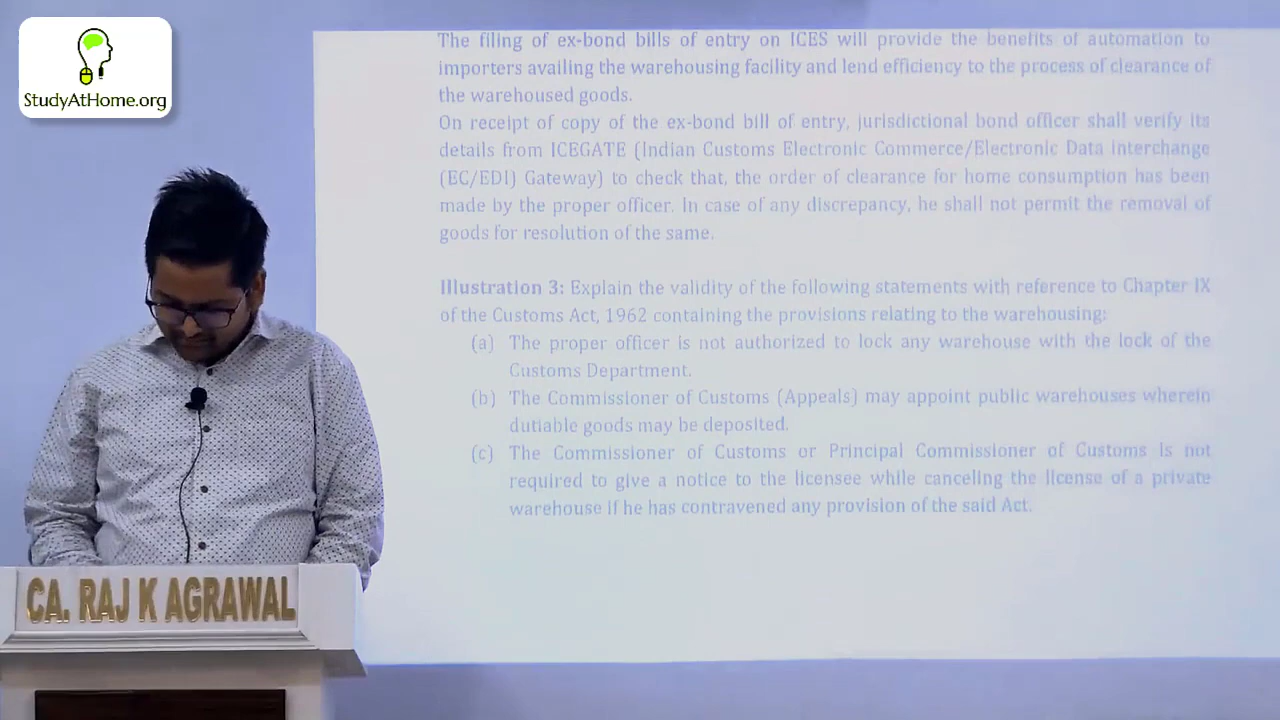 StudyAtHome.org
The filing of ex-bond bills of entry on ICES will provide the benefits of automation to
importers availing the warehousing facility and lend efficiency to the process of clearance of
the warehoused goods.
On receipt of copy of the ex-bond bill of entry, jurisdictional bond officer shall verify its
details from ICEGATE (Indian Customs Electronic Commerce/Electronic Data interchange
(EC/EDI) Gateway) to check that, the order of clearance for home consumption has been
made by the proper officer. In case of any discrepancy, he shall not permit the removal of
goods for resolution of the same.
Illustration 3: Explain the validity of the following statements with reference to Chapter IX
of the Customs Act, 1962 containing the provisions relating to the warehousing:
(a) The proper officer is not authorized to lock any warehouse with the lock of the
Customs Department.
(b) The Commissioner of Customs (Appeals) may appoint public warehouses wherein
dutiable goods may be deposited.
(c) The Commissioner of Customs or Principal Commissioner of Customs is not
required to give a notice to the licensee while canceling the license of a private
warehouse if he has contravened any provision of the said Act.
CA. RAJ K AGRAWAL